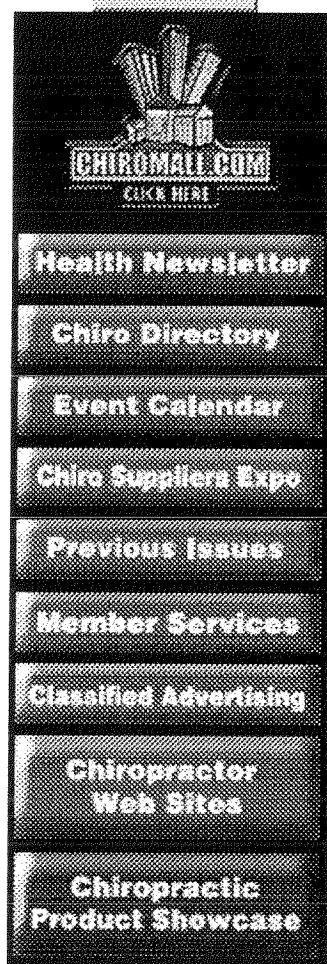 CHIROMALL.COM
CLICK HERE
Health Newsletter
Chiro Directory
Event Calendar
Chiro Suppliers Expo
Previous Issues
Member Services
Classified Advertising
Chiropractor
Web Sites
Chiropractic
Product Showcase